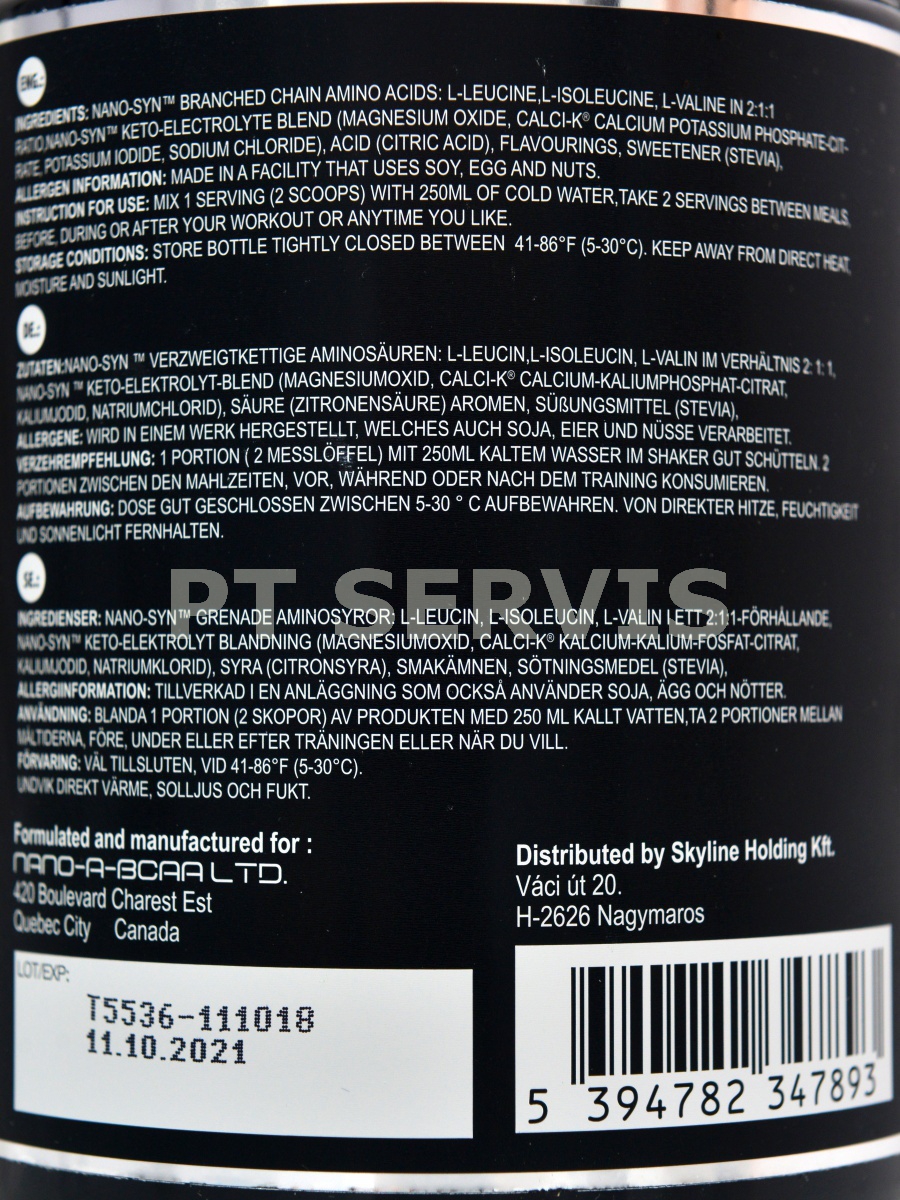 ENG.:
INGREDIENTS: NANO-SYN™ BRANCHED CHAIN AMINO ACIDS: L-LEUCINE,L-ISOLEUCINE, L-VALINE IN 2:1:1
RATIO,NANO-SYN™ KETO-ELECTROLYTE BLEND (MAGNESIUM OXIDE, CALCI-K® CALCIUM POTASSIUM PHOSPHATE-CIT-
RATE, POTASSIUM IODIDE, SODIUM CHLORIDE), ACID (CITRIC ACID), FLAVOURINGS, SWEETENER (STEVIA),
ALLERGEN INFORMATION: MADE IN A FACILITY THAT USES SOY, EGG AND NUTS.
INSTRUCTION FOR USE: MIX 1 SERVING (2 SCOOPS) WITH 250ML OF COLD WATER,TAKE 2 SERVINGS BETWEEN MEALS,
BEFORE, DURING OR AFTER YOUR WORKOUT OR ANYTIME YOU LIKE.
STORAGE CONDITIONS: STORE BOTTLE TIGHTLY CLOSED BETWEEN 41-86°F (5-30°C). KEEP AWAY FROM DIRECT HEAT,
MOISTURE AND SUNLIGHT.
DE.:
ZUTATEN:NANO-SYN ™ VERZWEIGTKETTIGE AMINOSÄUREN: L-LEUCIN,L-ISOLEUCIN, L-VALIN IM VERHÄLTNIS 2: 1: 1,
NANO-SYN ™ KETO-ELEKTROLYT-BLEND (MAGNESIUMOXID, CALCI-K® CALCIUM-KALIUMPHOSPHAT-CITRAT,
KALIUMJODID, NATRIUMCHLORID), SÄURE (ZITRONENSÄURE) AROMEN, SÜßUNGSMITTEL (STEVIA),
ALLERGENE: WIRD IN EINEM WERK HERGESTELLT, WELCHES AUCH SOJA, EIER UND NÜSSE VERARBEITET.
VERZEHREMPFEHLUNG: 1 PORTION ( 2 MESSLÖFFEL) MIT 250ML KALTEM WASSER IM SHAKER GUT SCHÜTTELN. 2
PORTIONEN ZWISCHEN DEN MAHLZEITEN, VOR, WÄHREND ODER NACH DEM TRAINING KONSUMIEREN.
AUFBEWAHRUNG: DOSE GUT GESCHLOSSEN ZWISCHEN 5-30 ° C AUFBEWAHREN. VON DIREKTER HITZE, FEUCHTIGKEIT
UND SONNENLICHT FERNHALTEN.
SE.:
PT SERVIS
INGREDIENSER: NANO-SYN™ GRENADE AMINOSYROR: L-LEUCIN, L-ISOLEUCIN, L-VALIN I ETT 2:1:1-FÖRHÅLLANDE,
NANO-SYN™ KETO-ELEKTROLYT BLANDNING (MAGNESIUMOXID, CALCI-K® KALCIUM-KALIUM-FOSFAT-CITRAT,
KALIUMJODID, NATRIUMKLORID), SYRA (CITRONSYRA), SMAKÄMNEN, SÖTNINGSMEDEL (STEVIA),
ALLERGIINFORMATION: TILLVERKAD I EN ANLÄGGNING SOM OCKSÅ ANVÄNDER SOJA, ÄGG OCH NÖTTER.
ANVÄNDNING: BLANDA 1 PORTION (2 SKOPOR) AV PRODUKTEN MED 250 ML KALLT VATTEN,TA 2 PORTIONER MELLAN
MÅLTIDERNA, FÖRE, UNDER ELLER EFTER TRÄNINGEN ELLER NÄR DU VILL.
FÖRVARING: VÄL TILLSLUTEN, VID 41-86°F (5-30°C).
UNDVIK DIREKT VÄRME, SOLLJUS OCH FUKT.
Formulated and manufactured for :
NANO-A-BCAA LTD.
420 Boulevard Charest Est
Quebec City Canada
Distributed by Skyline Holding Kft.
Váci út 20.
H-2626 Nagymaros
LOT/EXP:
T5536-111018
11.10.2021
5 394782 347893